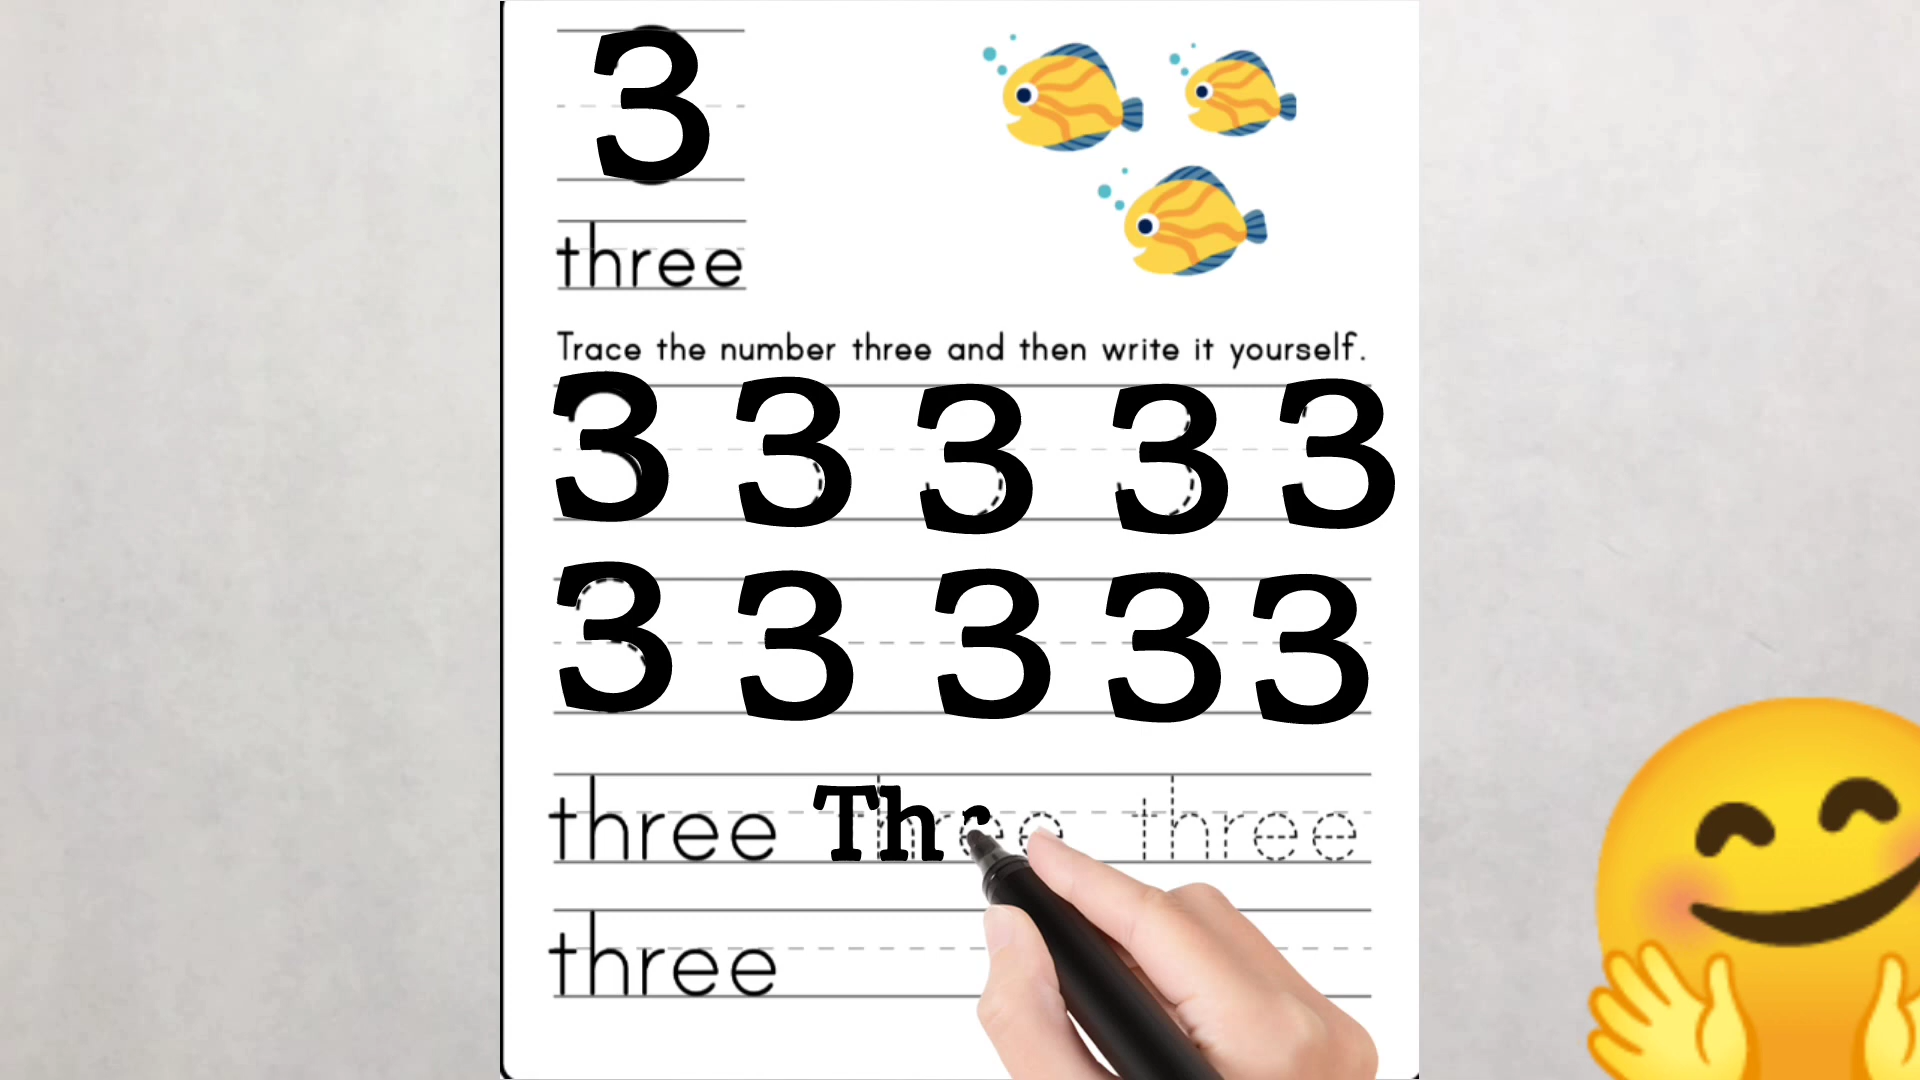 3
three
Trace the number three and then write it yourself.
3 3 3 3 3
3 3 3 3 3
three Thr three
three